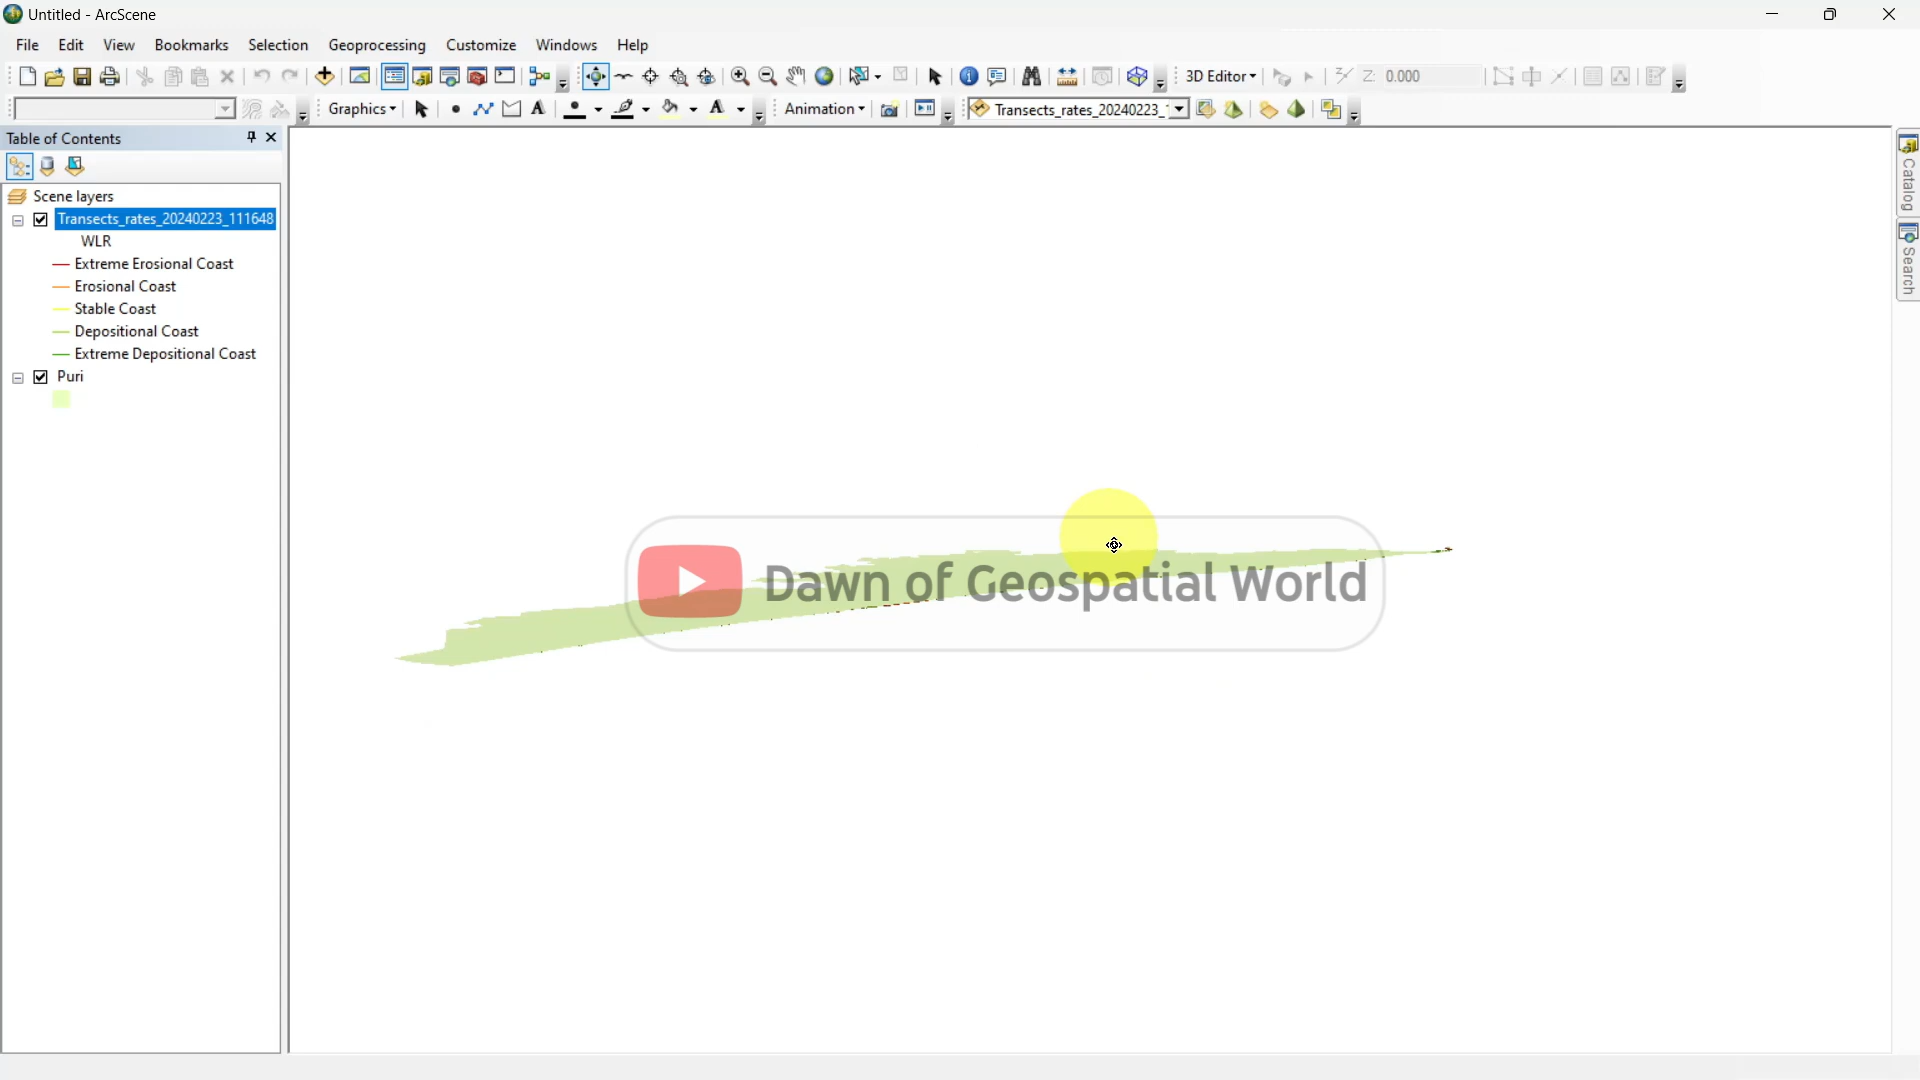 Untitled - ArcScene
File Edit View Bookmarks Selection Geoprocessing Customize Windows Help
3D Editor Z: 0.000
Graphics A A Animation Transects_rates_20240223_1
Table of Contents
Scene layers
Transects_rates_20240223_111648
WLR
Extreme Erosional Coast
Erosional Coast
Stable Coast
Depositional Coast
Extreme Depositional Coast
Puri
Dawn of Geospatial World
Catalog
Search